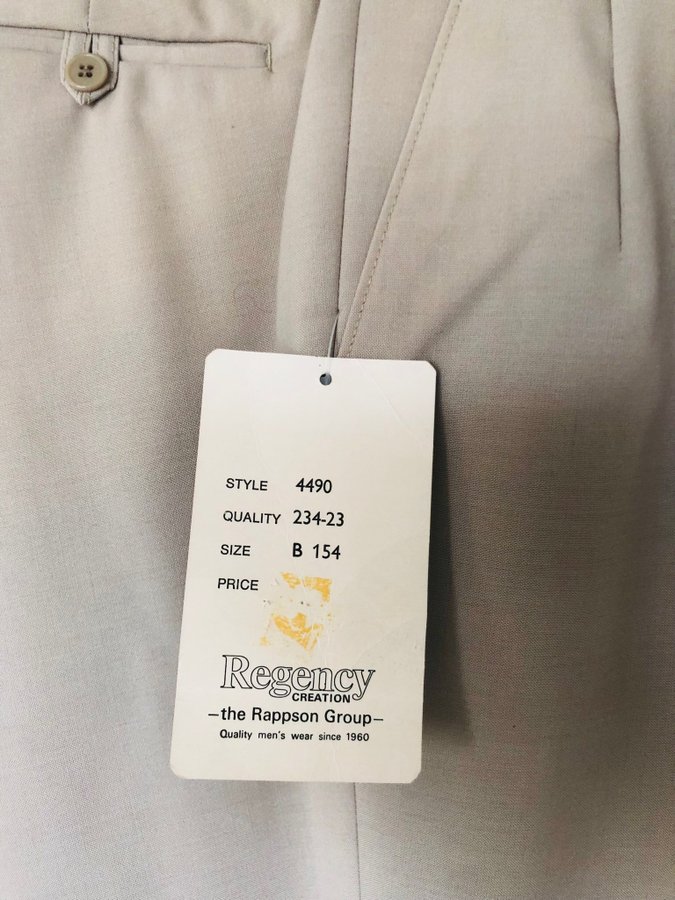 STYLE 4490
QUALITY 234-23
SIZE B 154
PRICE
Regency
CREATION
-the Rappson Group-
Quality men's wear since 1960